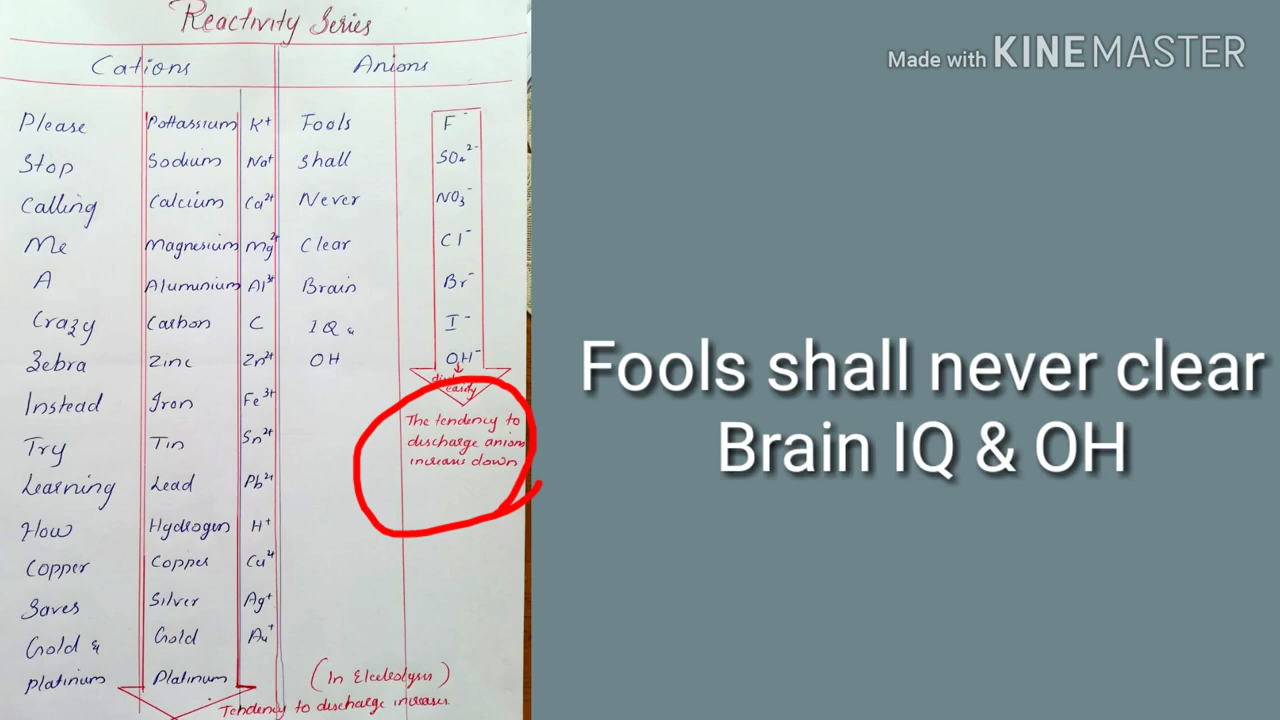 Reactivity Series
Cations Anions
Please Pottassium K+ Fools F-
Stop Sodium Na+ shall SO4 2-
Calling Calcium Ca2+ Never NO3-
Me Magnesium Mg2+ Clear Cl-
A Aluminium Al3+ Brain Br-
Crazy Carbon C IQ & I-
Zebra Zinc Zn2+ OH OH-
easily
Instead Iron Fe3+
The tendency to
discharge anions
increases down
Try Tin Sn2+
Learning Lead Pb2+
How Hydrogen H+
Copper Copper Cu2+
Saves Silver Ag+
Gold & Gold Au+
Platinium Platinum
(In Electrolysis)
Tendency to discharge increases
Made with KINEMASTER
Fools shall never clear
Brain IQ & OH